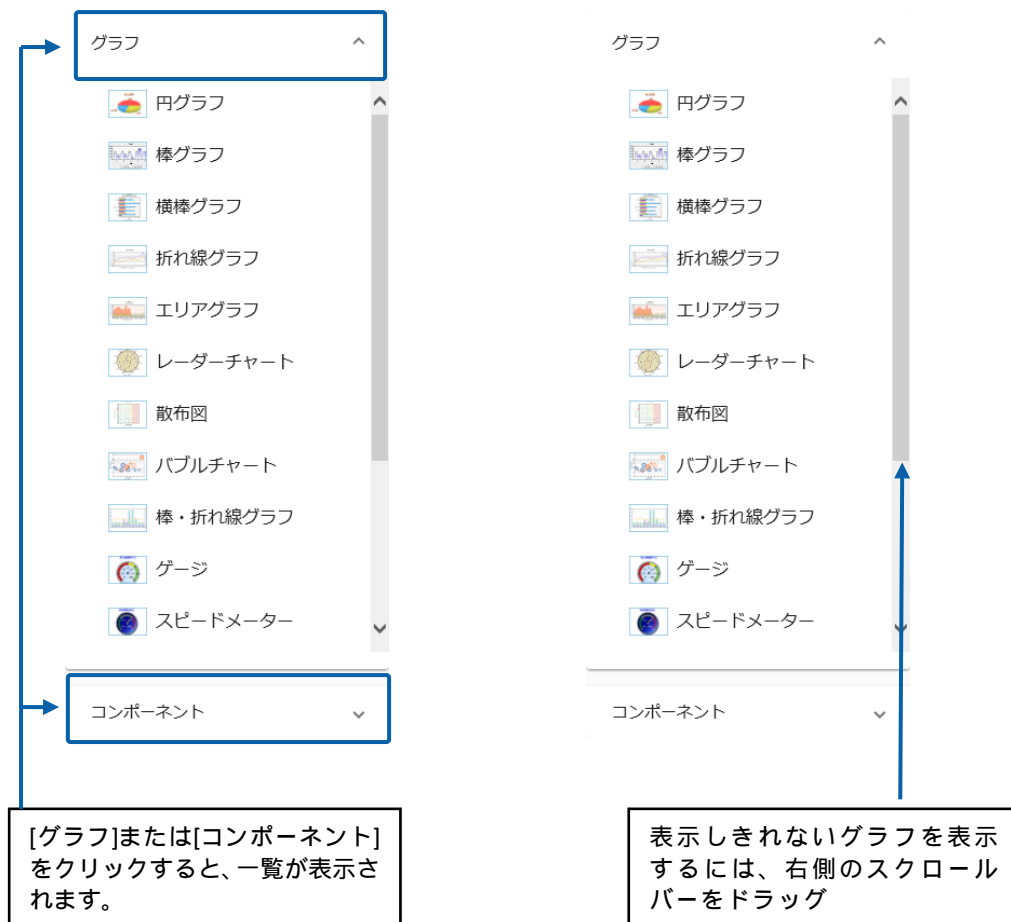 グラフ
円グラフ
棒グラフ
横棒グラフ
折れ線グラフ
エリアグラフ
レーダーチャート
散布図
バブルチャート
棒・折れ線グラフ
ゲージ
スピードメーター
コンポーネント
[グラフ]または[コンポーネント]
をクリックすると、一覧が表示さ
れます。
グラフ
円グラフ
棒グラフ
横棒グラフ
折れ線グラフ
エリアグラフ
レーダーチャート
散布図
バブルチャート
棒・折れ線グラフ
ゲージ
スピードメーター
コンポーネント
表示しきれないグラフを表示
するには、右側のスクロール
バーをドラッグ